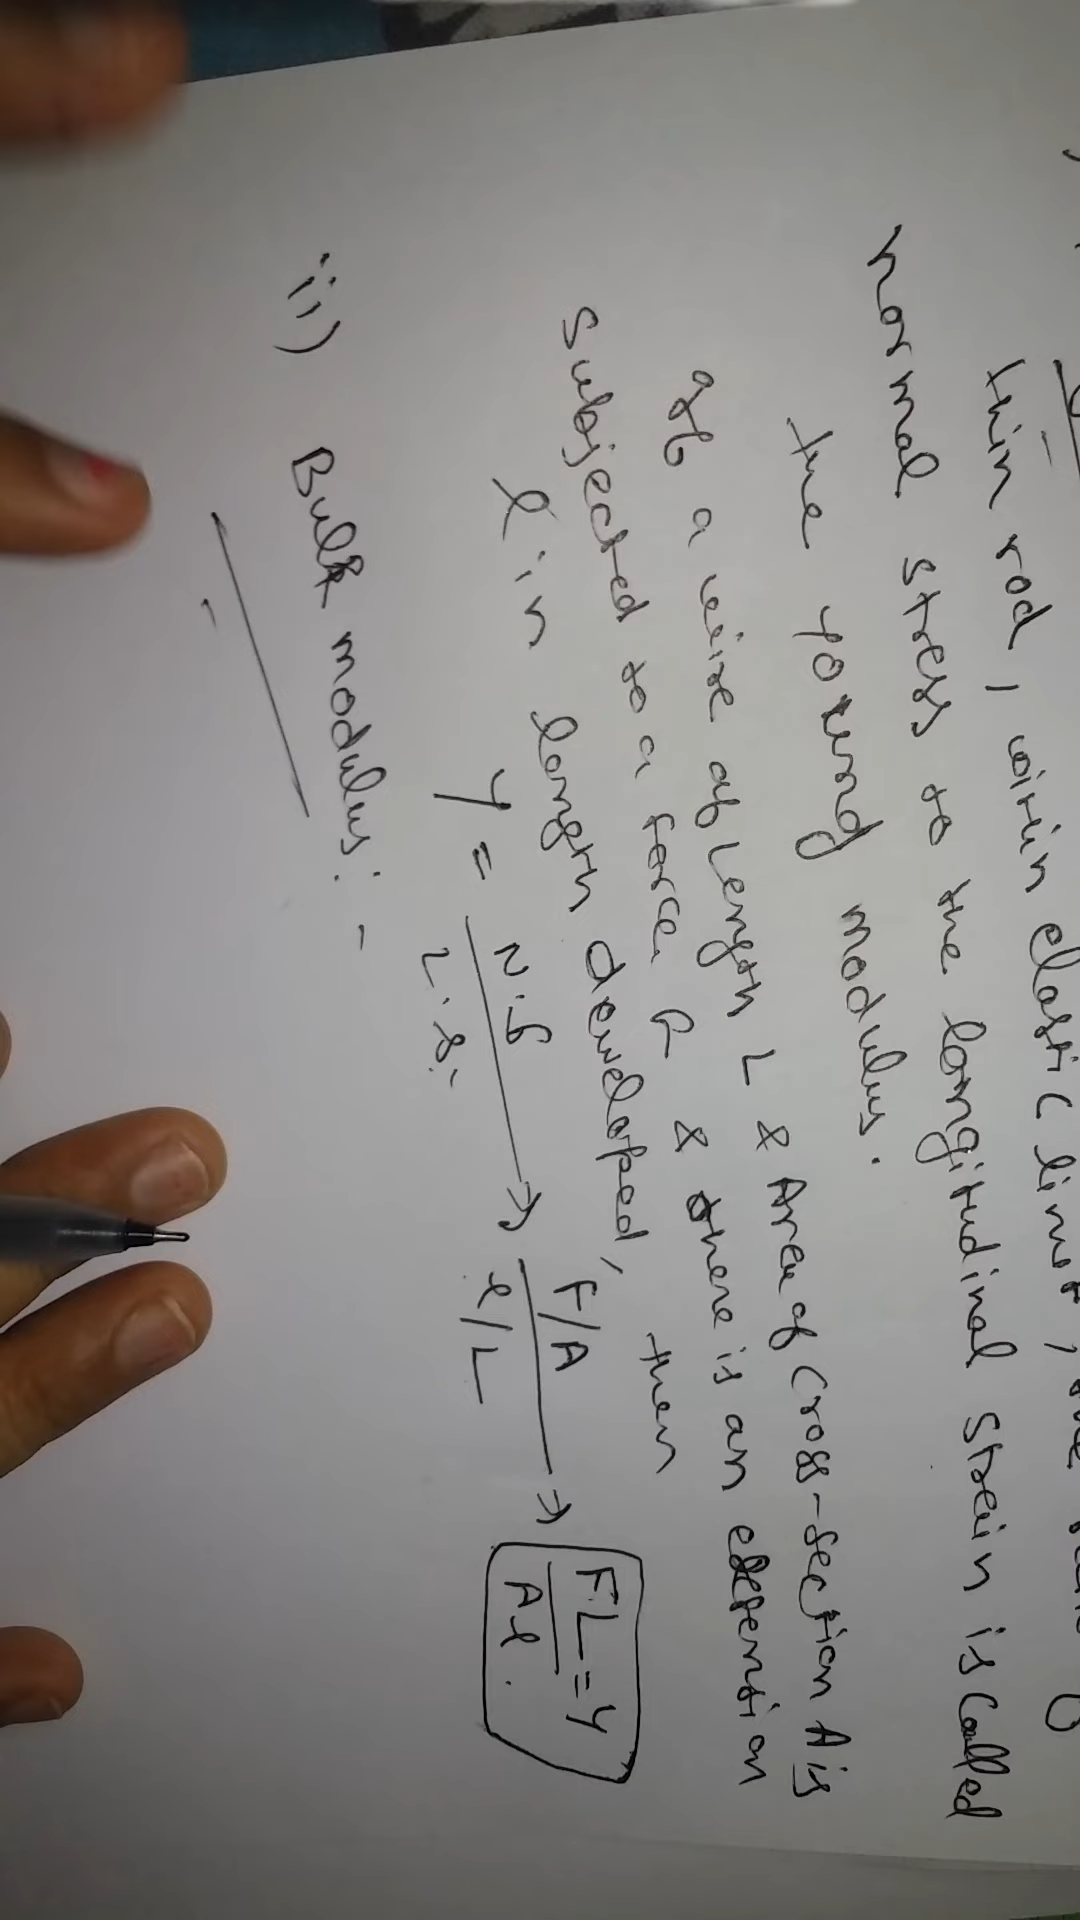 thin rod, within elastic limit, the
normal stress to the longitudinal strain is called
the yound modulus.
If a wire of Length L & Area of Cross-section A is
subjected to a force & there is an
l in length developed, then
Y = N.S / L.S. → F/A / l/L → FL / Al. = Y
ii) Bulk modulus: -